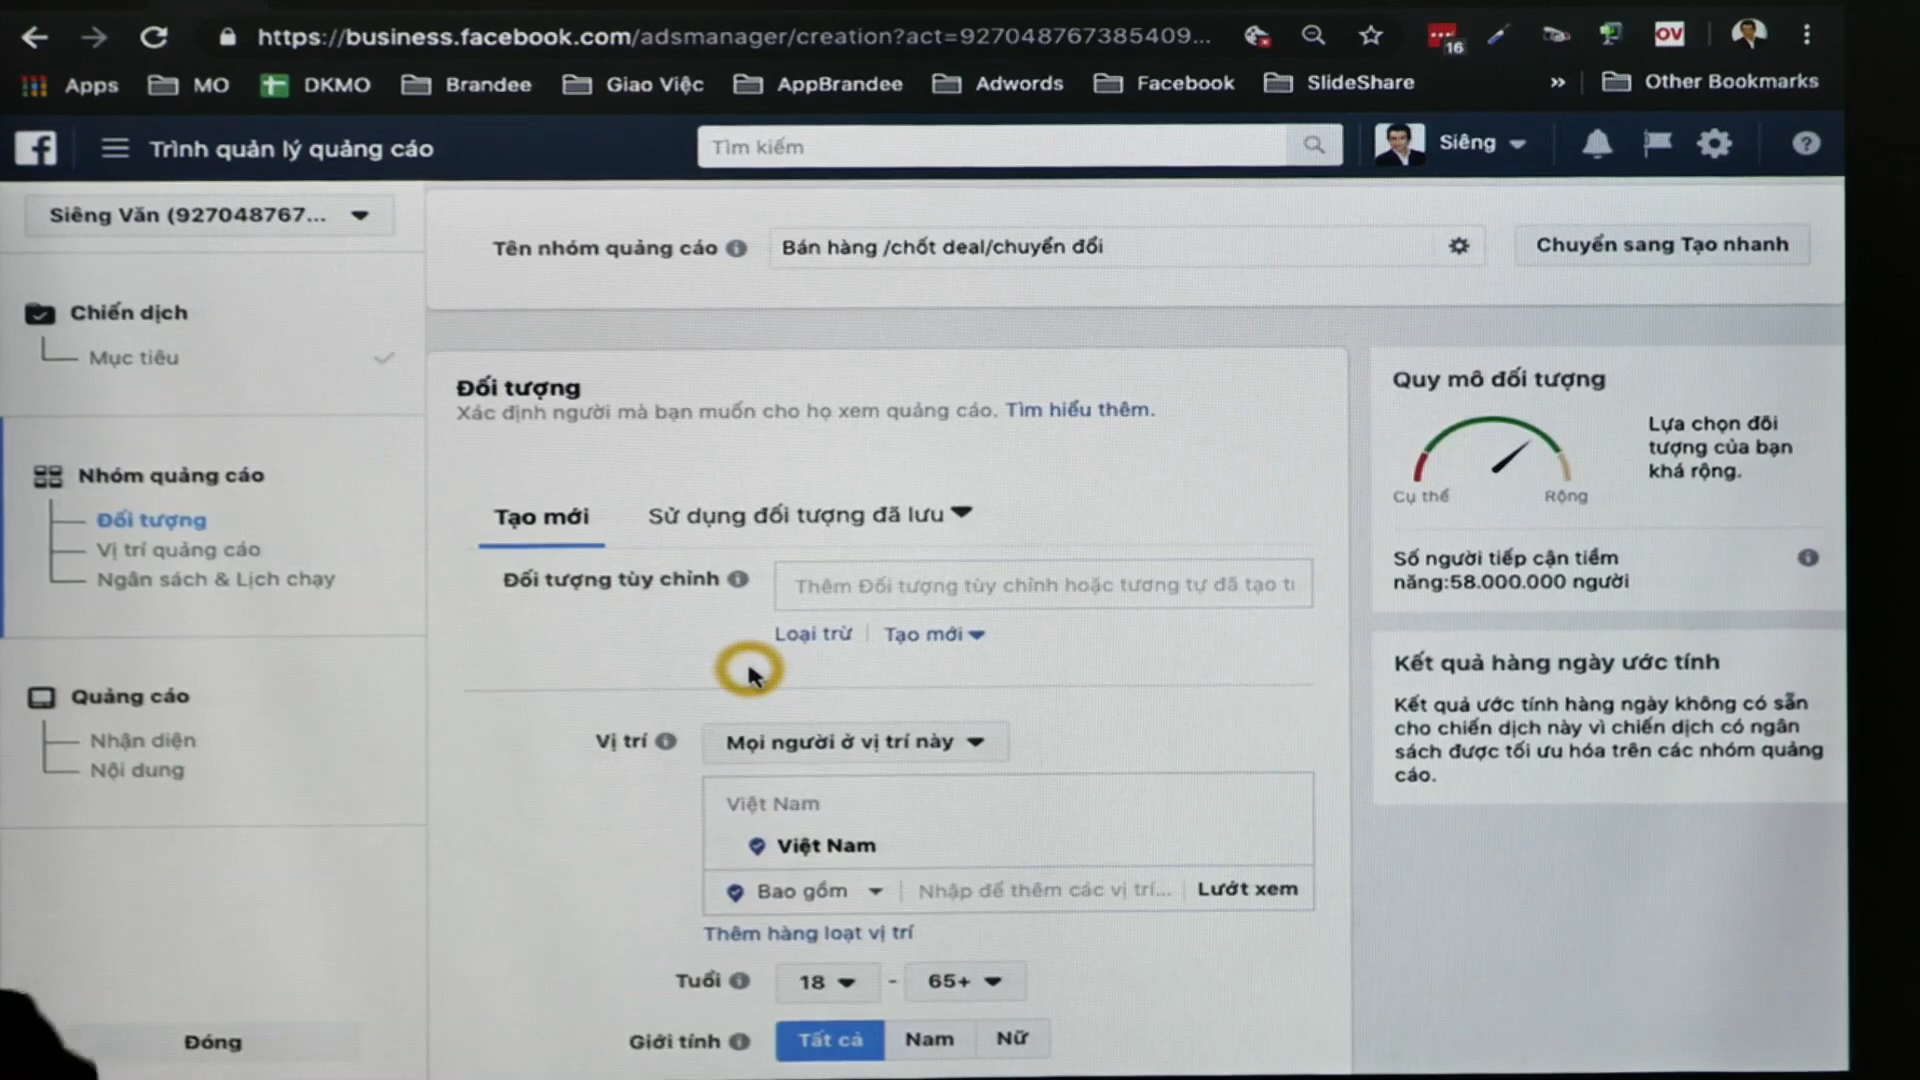 https://business.facebook.com/adsmanager/creation?act=927048767385409...
16
OV
Apps MO DKMO Brandee Giao Việc AppBrandee Adwords Facebook SlideShare » Other Bookmarks
Trình quản lý quảng cáo
Tìm kiếm
Siêng
Siêng Văn (927048767...
Tên nhóm quảng cáo
Bán hàng /chốt deal/chuyển đổi
Chuyển sang Tạo nhanh
Chiến dịch
Mục tiêu
Nhóm quảng cáo
Đối tượng
Vị trí quảng cáo
Ngân sách & Lịch chạy
Quảng cáo
Nhận diện
Nội dung
Đóng
Đối tượng
Xác định người mà bạn muốn cho họ xem quảng cáo. Tìm hiểu thêm.
Tạo mới
Sử dụng đối tượng đã lưu
Đối tượng tùy chỉnh
Thêm Đối tượng tùy chỉnh hoặc tương tự đã tạo tı
Loại trừ
Tạo mới
Vị trí
Mọi người ở vị trí này
Việt Nam
Việt Nam
Bao gồm
Nhập để thêm các vị trí...
Lướt xem
Thêm hàng loạt vị trí
Tuổi
18 - 65+
Giới tính
Tất cả
Nam
Nữ
Quy mô đối tượng
Cụ thể
Rộng
Lựa chọn đối
tượng của bạn
khá rộng.
Số người tiếp cận tiềm
năng:58.000.000 người
Kết quả hàng ngày ước tính
Kết quả ước tính hàng ngày không có sẵn
cho chiến dịch này vì chiến dịch có ngân
sách được tối ưu hóa trên các nhóm quảng
cáo.